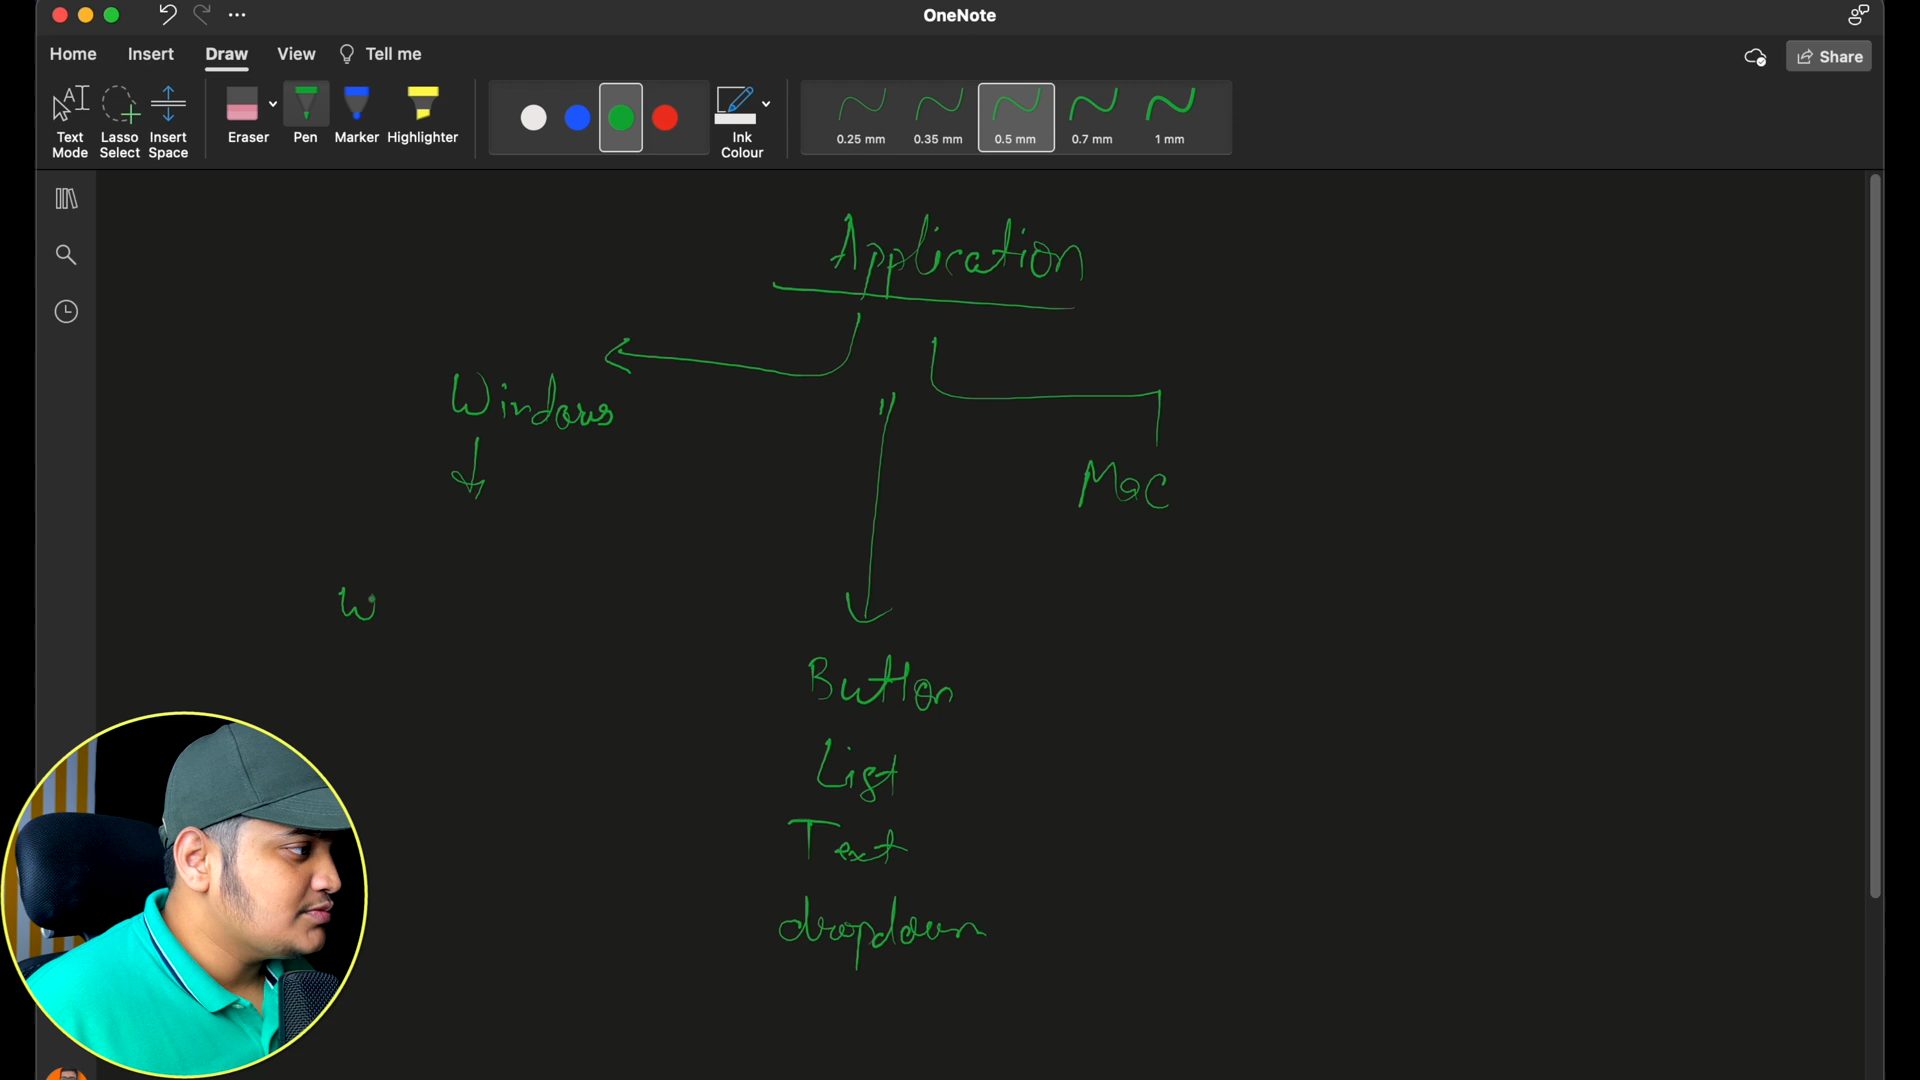 OneNote
Home Insert Draw View Tell me
Share
Text Mode
Lasso Select
Insert Space
Eraser
Pen
Marker
Highlighter
Ink Colour
0.25 mm
0.35 mm
0.5 mm
0.7 mm
1 mm
Application
Windows
Mac
W
Button
List
Text
dropdown